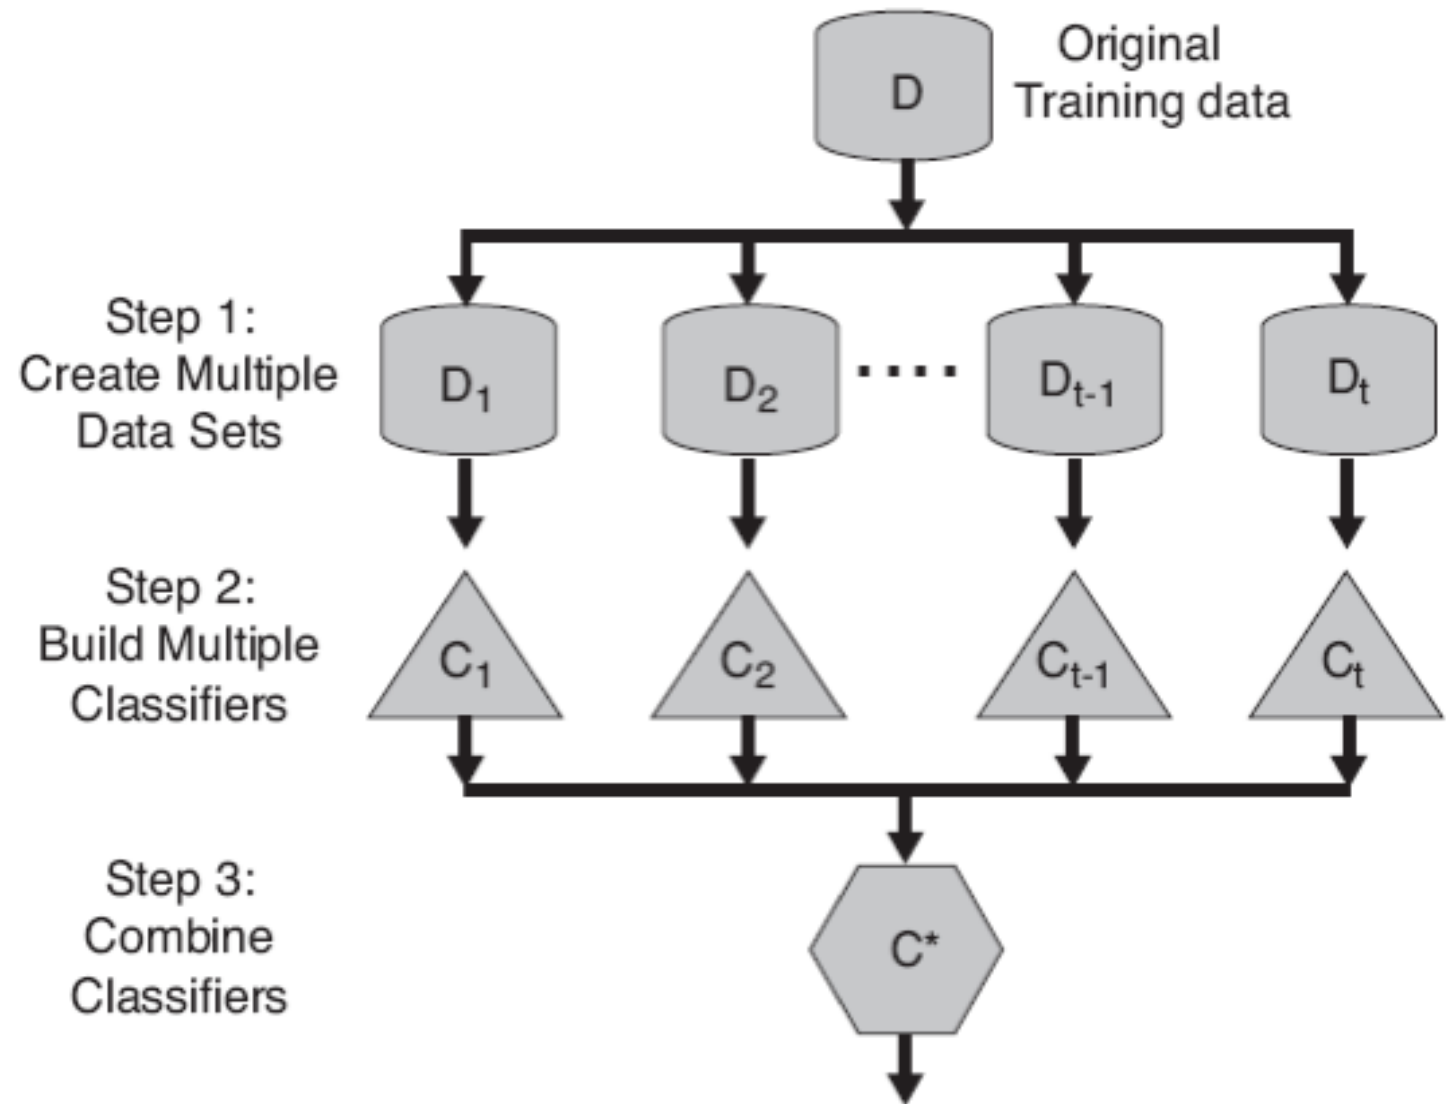 D
Original
Training data
Step 1:
Create Multiple
Data Sets
D₁
D₂
....
Dₜ₋₁
Dₜ
Step 2:
Build Multiple
Classifiers
C₁
C₂
Cₜ₋₁
Cₜ
Step 3:
Combine
Classifiers
C*